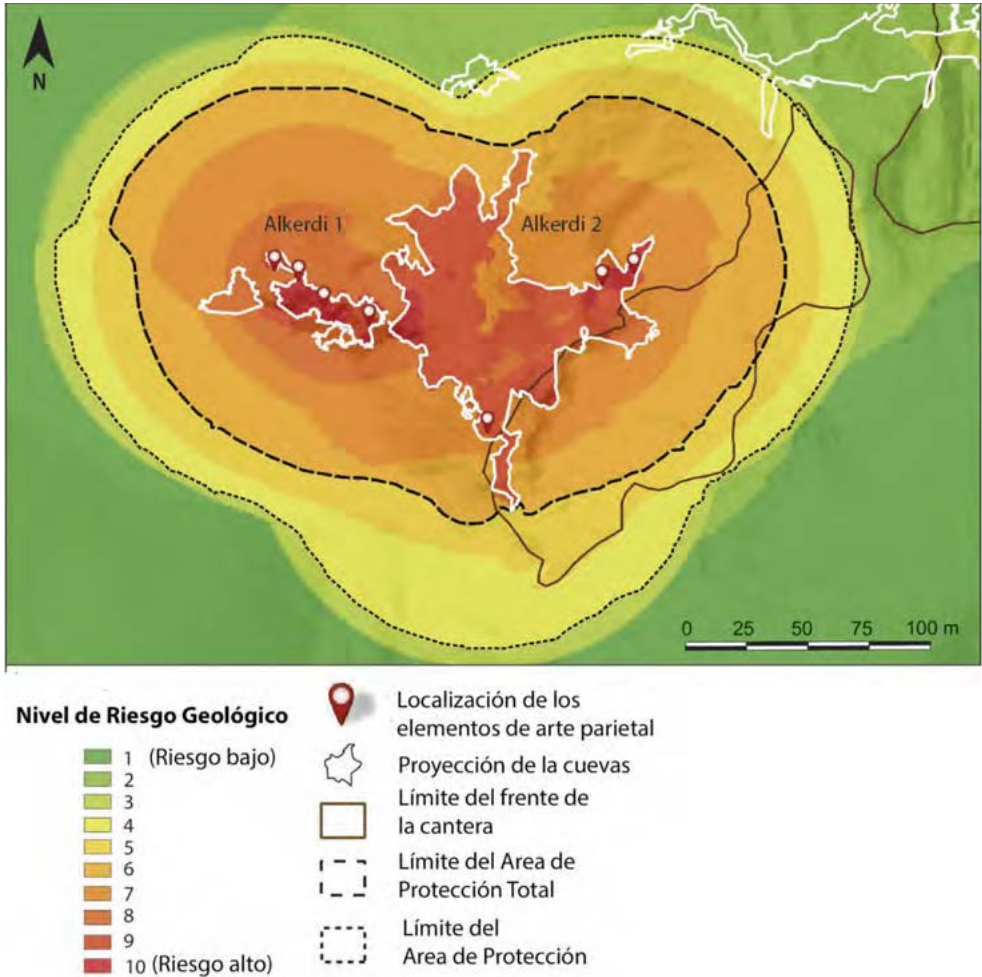 N
Alkerdi 1
Alkerdi 2
0 25 50 75 100 m
Nivel de Riesgo Geológico
1 (Riesgo bajo)
2
3
4
5
6
7
8
9
10 (Riesgo alto)
Localización de los
elementos de arte parietal
Proyección de la cuevas
Límite del frente de
la cantera
Límite del Area de
Protección Total
Límite del
Area de Protección